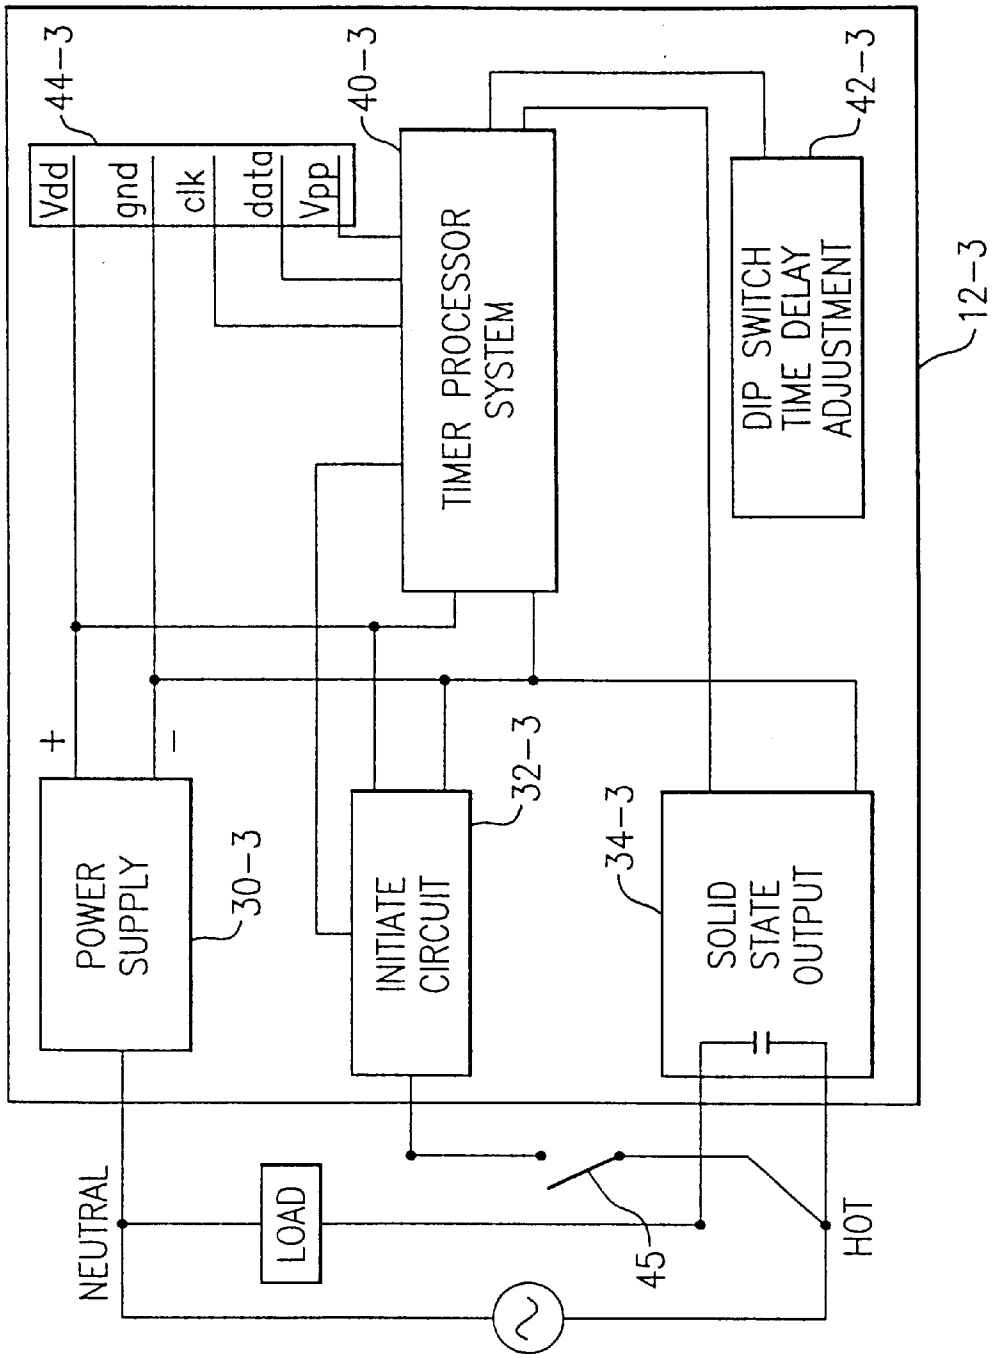 44-3
Vdd
gnd
clk
data
Vpp
40-3
TIMER PROCESSOR
SYSTEM
42-3
DIP SWITCH
TIME DELAY
ADJUSTMENT
12-3
+
−
POWER
SUPPLY
30-3
INITIATE
CIRCUIT
32-3
34-3
SOLID
STATE
OUTPUT
NEUTRAL
LOAD
45
HOT